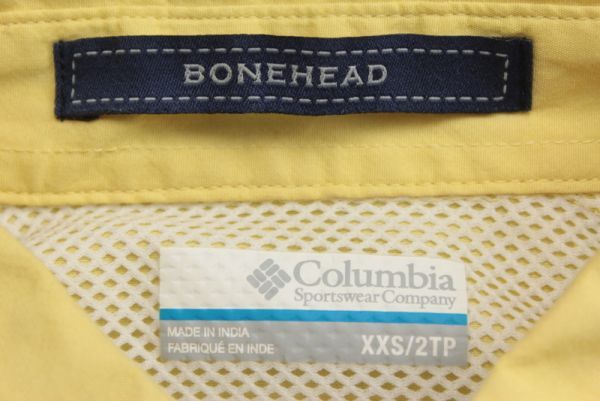 BONEHEAD
Columbia
Sportswear Company
MADE IN INDIA
FABRIQUÉ EN INDE
XXS/2TP